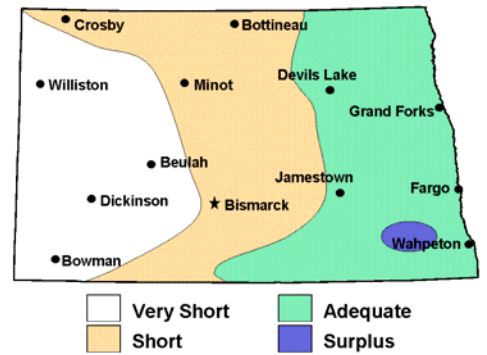 Crosby
Bottineau
Devils Lake
Williston
Minot
Grand Forks
Beulah
Jamestown
Fargo
Dickinson
Bismarck
Wahpeton
Bowman
Very Short
Adequate
Short
Surplus